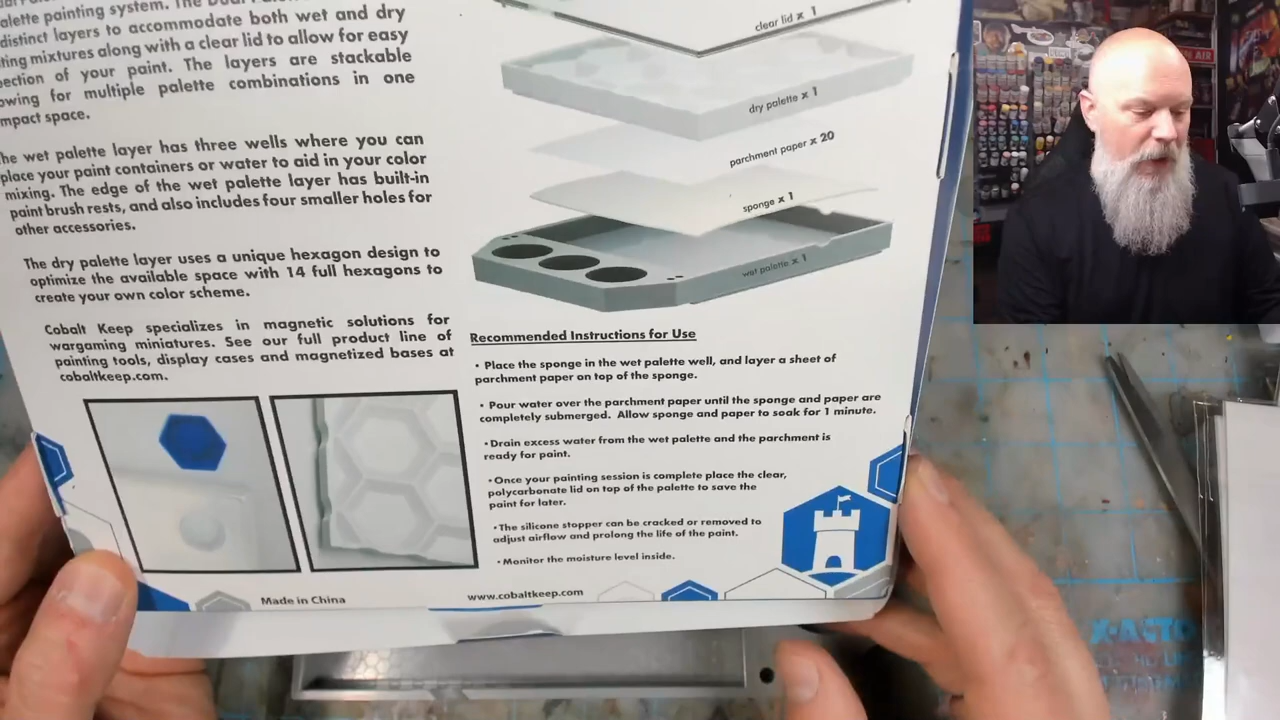 alette painting system. The Dual
distinct layers to accommodate both wet and dry
ting mixtures along with a clear lid to allow for easy
ection of your paint. The layers are stackable
owing for multiple palette combinations in one
mpact space.
he wet palette layer has three wells where you can
place your paint containers or water to aid in your color
mixing. The edge of the wet palette layer has built-in
paint brush rests, and also includes four smaller holes for
other accessories.
The dry palette layer uses a unique hexagon design to
optimize the available space with 14 full hexagons to
create your own color scheme.
Cobalt Keep specializes in magnetic solutions for
wargaming miniatures. See our full product line of
painting tools, display cases and magnetized bases at
cobaltkeep.com.
Made in China
clear lid x 1
dry palette x 1
parchment paper x 20
sponge x 1
wet palette x 1
Recommended Instructions for Use
• Place the sponge in the wet palette well, and layer a sheet of
parchment paper on top of the sponge.
• Pour water over the parchment paper until the sponge and paper are
completely submerged. Allow sponge and paper to soak for 1 minute.
•Drain excess water from the wet palette and the parchment is
ready for paint.
•Once your painting session is complete place the clear,
polycarbonate lid on top of the palette to save the
paint for later.
•The silicone stopper can be cracked or removed to
adjust airflow and prolong the life of the paint.
•Monitor the moisture level inside.
www.cobaltkeep.com
X-ACTO
AIR